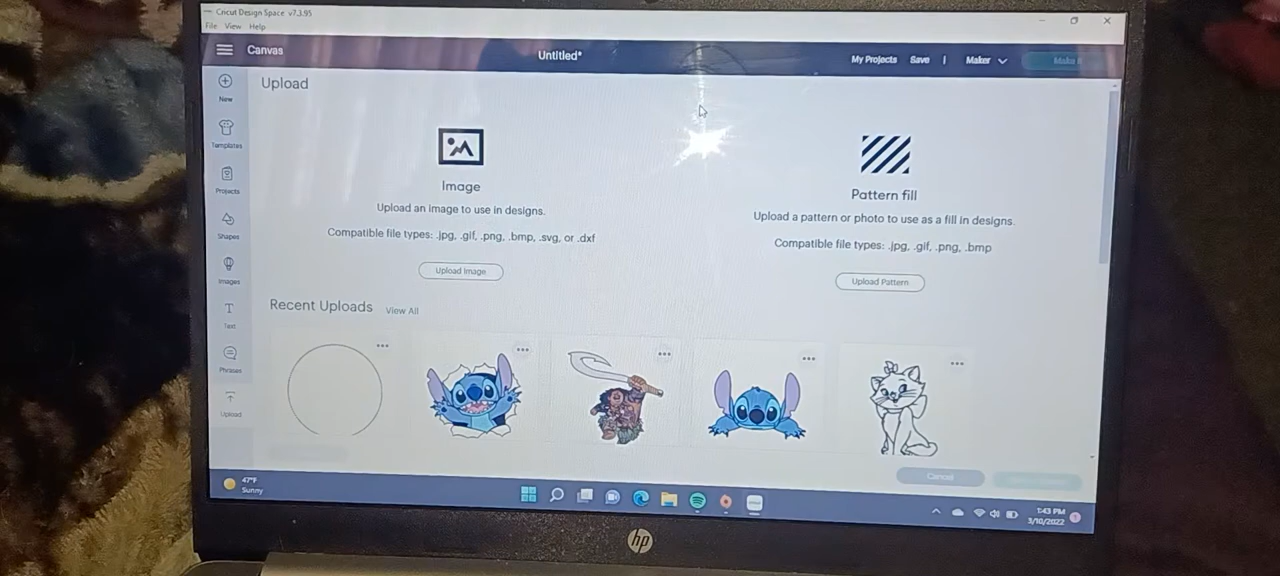 Cricut Design Space v7.3.95
File View Help
Canvas
Untitled*
My Projects Save | Maker Make It
New
Templates
Projects
Shapes
Images
Text
Phrases
Upload
Upload
Image
Upload an image to use in designs.
Compatible file types: .jpg, .gif, .png, .bmp, .svg, or .dxf
Upload Image
Pattern fill
Upload a pattern or photo to use as a fill in designs.
Compatible file types: .jpg, .gif, .png, .bmp
Upload Pattern
Recent Uploads View All
Cancel
47°F
Sunny
1:43 PM
3/10/2022
1
hp